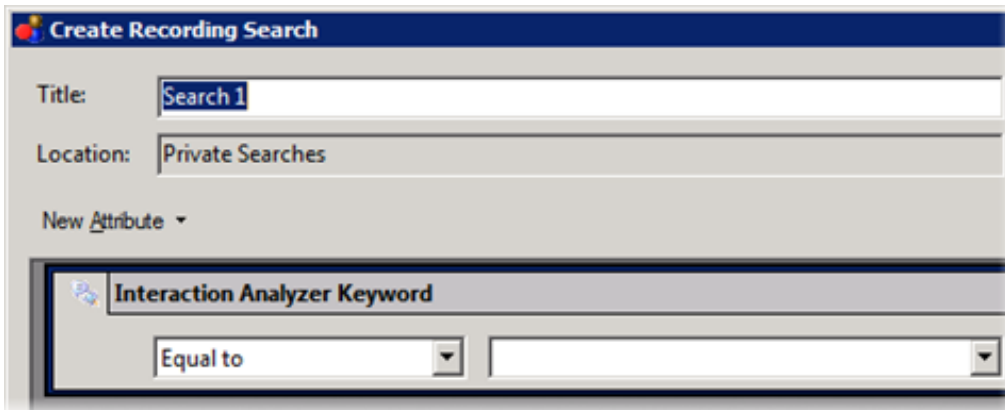 Create Recording Search
Title: Search 1
Location: Private Searches
New Attribute
Interaction Analyzer Keyword
Equal to